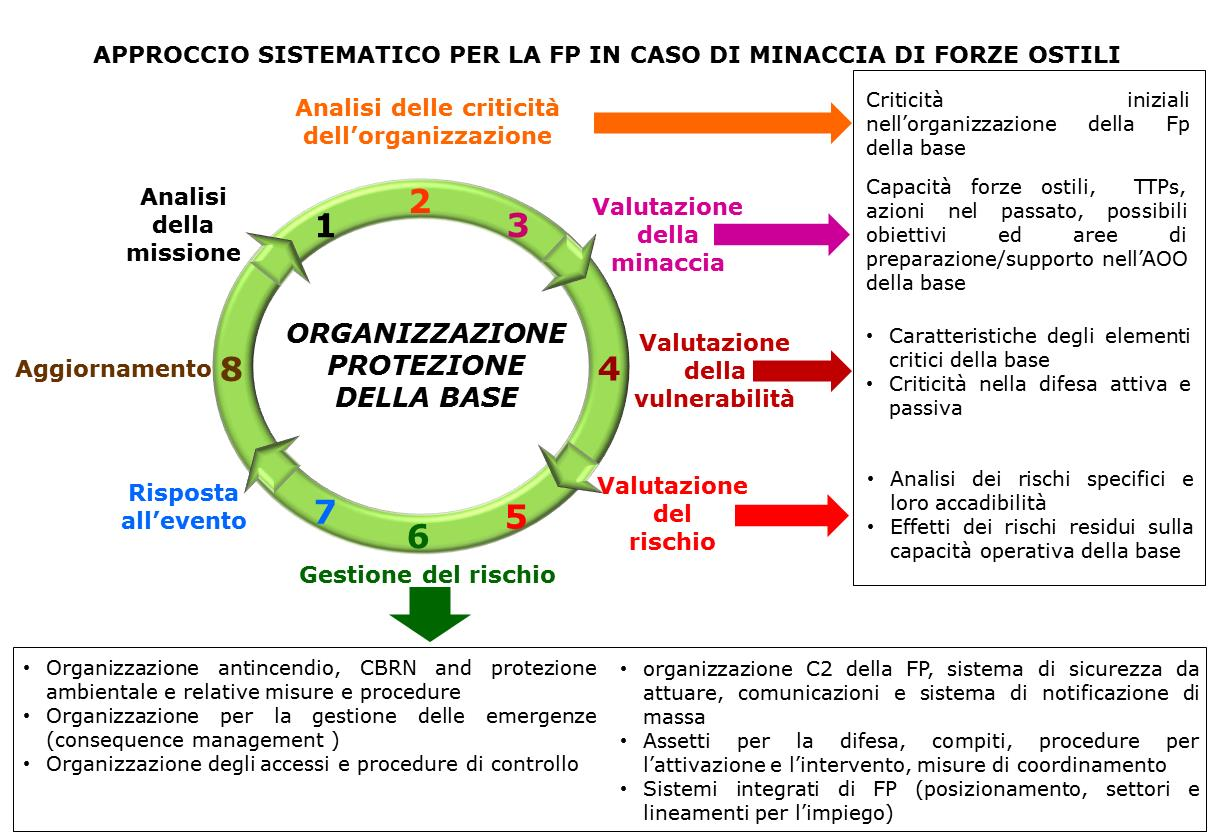 APPROCCIO SISTEMATICO PER LA FP IN CASO DI MINACCIA DI FORZE OSTILI
Analisi delle criticità
dell’organizzazione
Criticità iniziali
nell’organizzazione della Fp
della base
Analisi
della
missione
1
2
3
Valutazione
della
minaccia
Capacità forze ostili, TTPs,
azioni nel passato, possibili
obiettivi ed aree di
preparazione/supporto nell’AOO
della base
ORGANIZZAZIONE
PROTEZIONE
DELLA BASE
4
Valutazione
della
vulnerabilità
• Caratteristiche degli elementi
critici della base
• Criticità nella difesa attiva e
passiva
5
Valutazione
del
rischio
• Analisi dei rischi specifici e
loro accadibilità
• Effetti dei rischi residui sulla
capacità operativa della base
6
Gestione del rischio
7
Risposta
all’evento
Aggiornamento
8
• Organizzazione antincendio, CBRN and protezione
ambientale e relative misure e procedure
• Organizzazione per la gestione delle emergenze
(consequence management )
• Organizzazione degli accessi e procedure di controllo
• organizzazione C2 della FP, sistema di sicurezza da
attuare, comunicazioni e sistema di notificazione di
massa
• Assetti per la difesa, compiti, procedure per
l’attivazione e l’intervento, misure di coordinamento
• Sistemi integrati di FP (posizionamento, settori e
lineamenti per l’impiego)